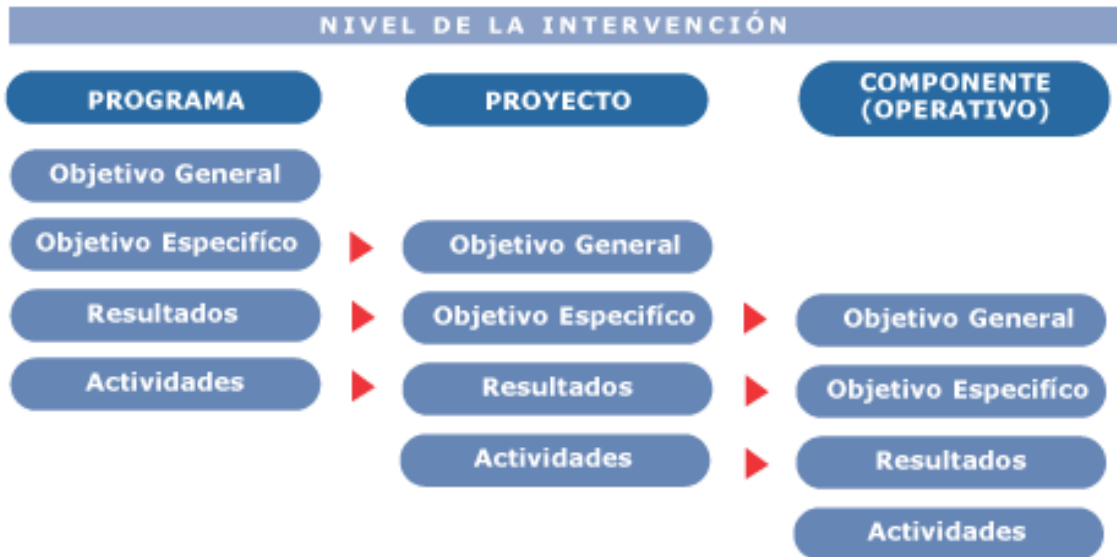 NIVEL DE LA INTERVENCIÓN
PROGRAMA
PROYECTO
COMPONENTE
(OPERATIVO)
Objetivo General
Objetivo Especifíco
Objetivo General
Resultados
Objetivo Especifíco
Objetivo General
Actividades
Resultados
Objetivo Especifíco
Actividades
Resultados
Actividades